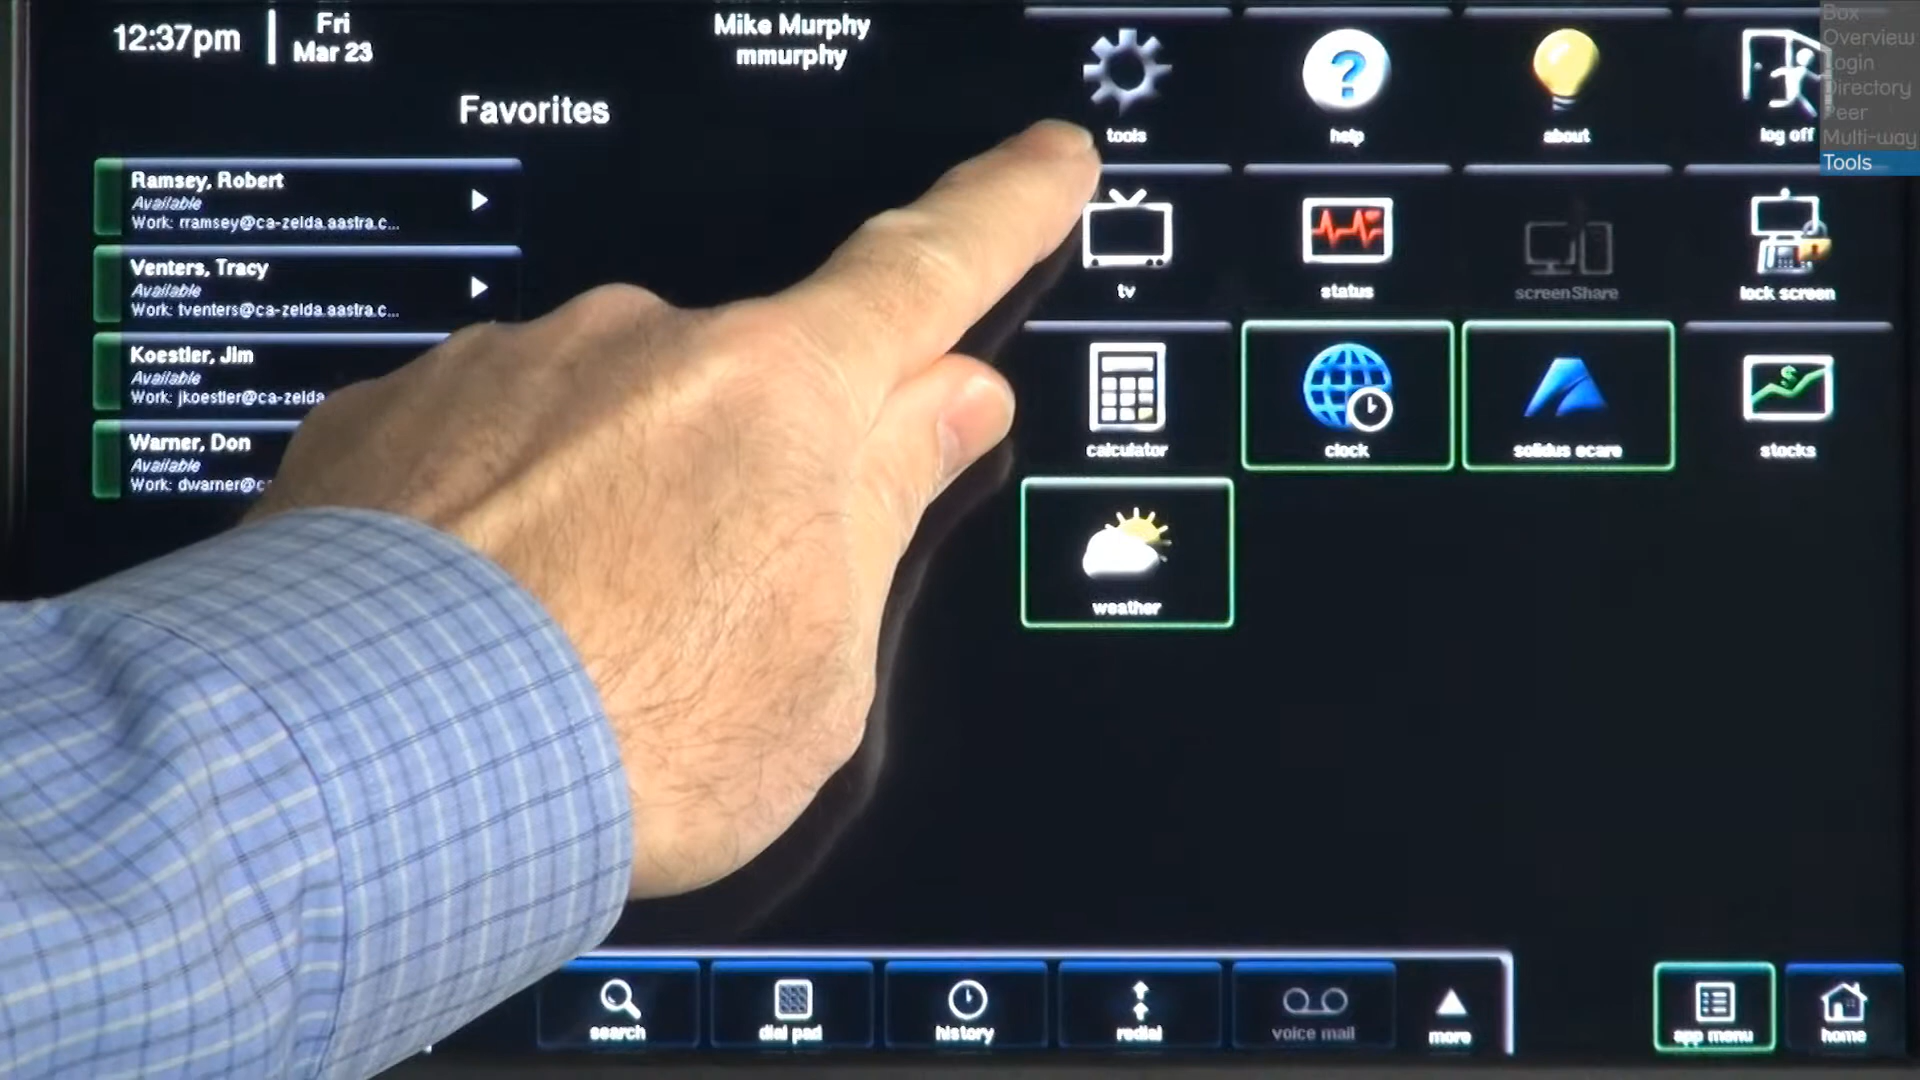 12:37pm
Fri
Mar 23
Mike Murphy
mmurphy
Favorites
Ramsey, Robert
Available
Work: rramsey@ca-zelda.aastra.c...
Venters, Tracy
Available
Work: tventers@ca-zelda.aastra.c...
Koestler, Jim
Available
Work: jkoestler@ca-zelda
Warner, Don
Available
Work: dwarner@c
tools
help
?
about
log off
tv
status
screenShare
lock screen
calculator
clock
solidus ecare
$
stocks
weather
search
dial pad
history
redial
voice mail
more
app menu
home
Box
Overview
Login
Directory
Peer
Multi-way
Tools